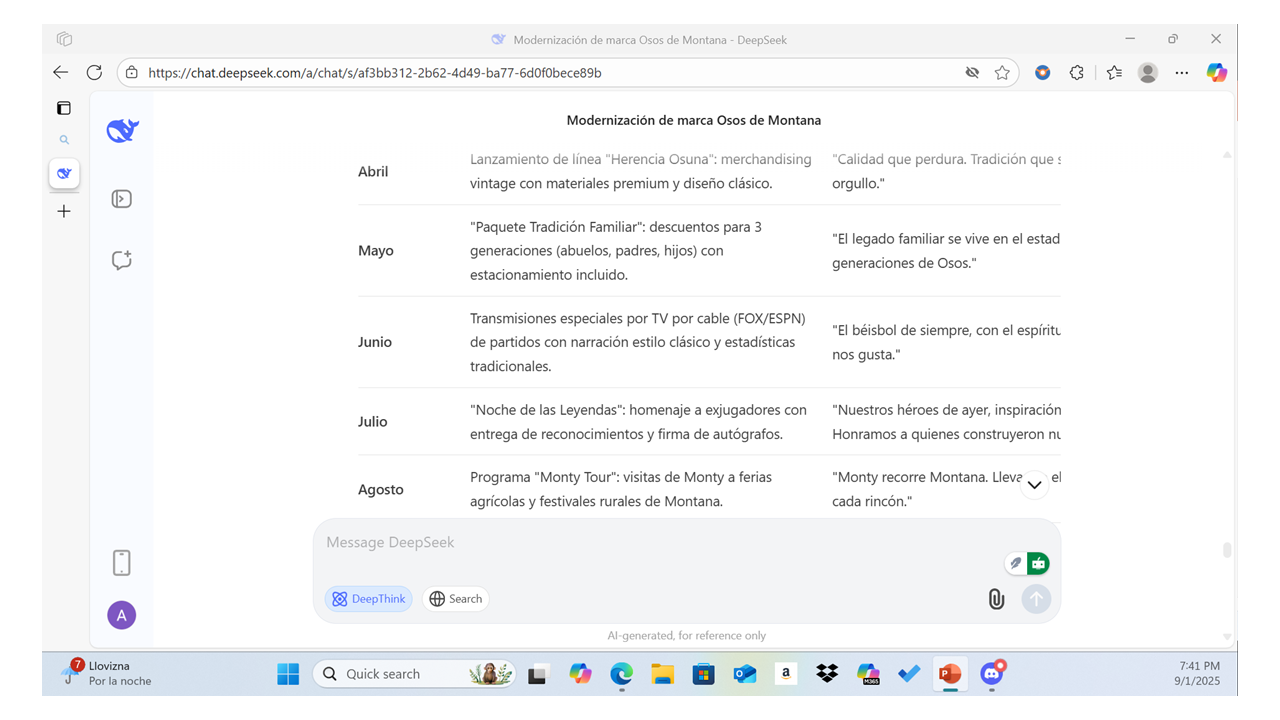 Modernización de marca Osos de Montana - DeepSeek
https://chat.deepseek.com/a/chat/s/af3bb312-2b62-4d49-ba77-6d0f0bece89b
Modernización de marca Osos de Montana
Abril
Lanzamiento de línea "Herencia Osuna": merchandising
vintage con materiales premium y diseño clásico.
"Calidad que perdura. Tradición que
orgullo."
Mayo
"Paquete Tradición Familiar": descuentos para 3
generaciones (abuelos, padres, hijos) con
estacionamiento incluido.
"El legado familiar se vive en el estad
generaciones de Osos."
Junio
Transmisiones especiales por TV por cable (FOX/ESPN)
de partidos con narración estilo clásico y estadísticas
tradicionales.
"El béisbol de siempre, con el espíritu
nos gusta."
Julio
"Noche de las Leyendas": homenaje a exjugadores con
entrega de reconocimientos y firma de autógrafos.
"Nuestros héroes de ayer, inspiración
Honramos a quienes construyeron nu
Agosto
Programa "Monty Tour": visitas de Monty a ferias
agrícolas y festivales rurales de Montana.
"Monty recorre Montana. Lleva
cada rincón."
Message DeepSeek
DeepThink
Search
A
AI-generated, for reference only
7
Llovizna
Por la noche
Quick search
a
M365
P
7:41 PM
9/1/2025